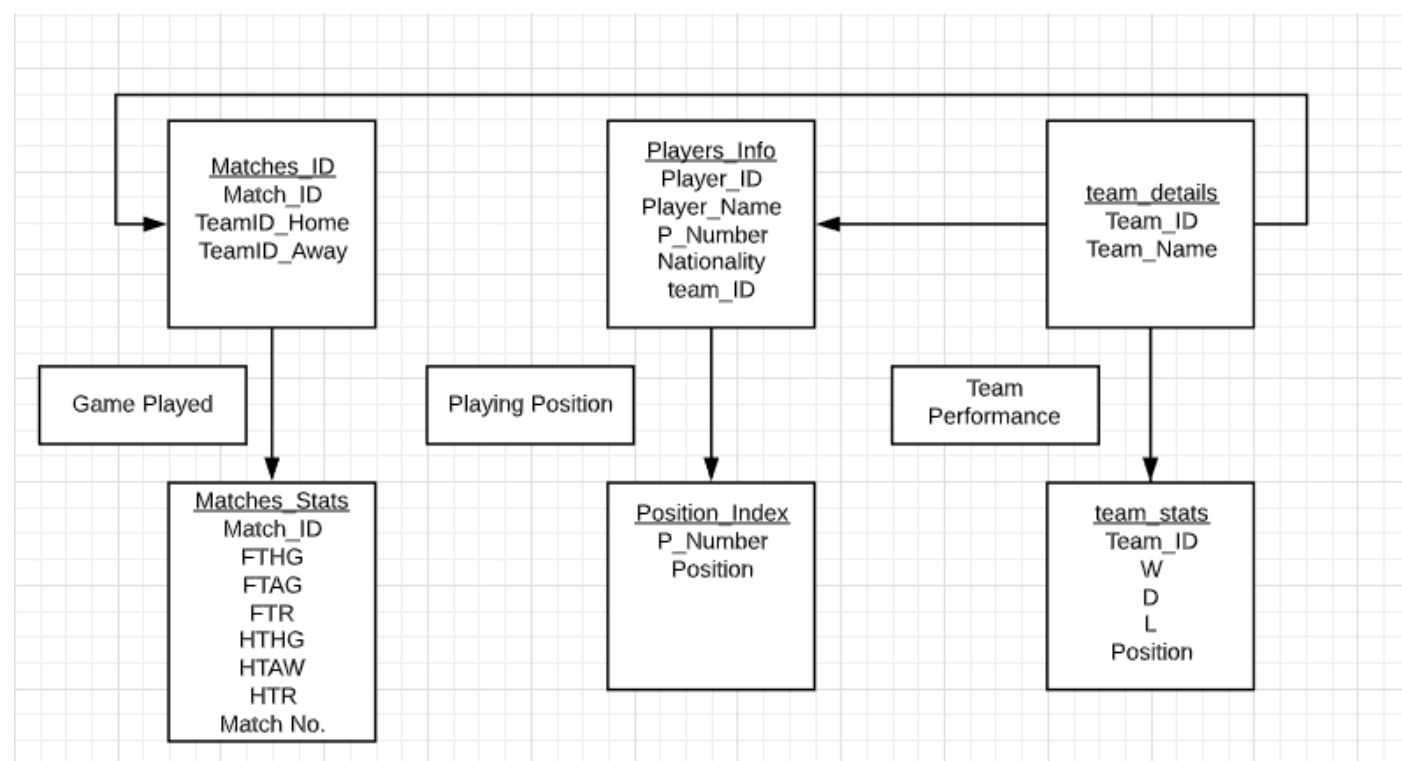 Matches_ID
Match_ID
TeamID_Home
TeamID_Away
Players_Info
Player_ID
Player_Name
P_Number
Nationality
team_ID
team_details
Team_ID
Team_Name
Game Played
Playing Position
Team
Performance
Matches_Stats
Match_ID
FTHG
FTAG
FTR
HTHG
HTAW
HTR
Match No.
Position_Index
P_Number
Position
team_stats
Team_ID
W
D
L
Position